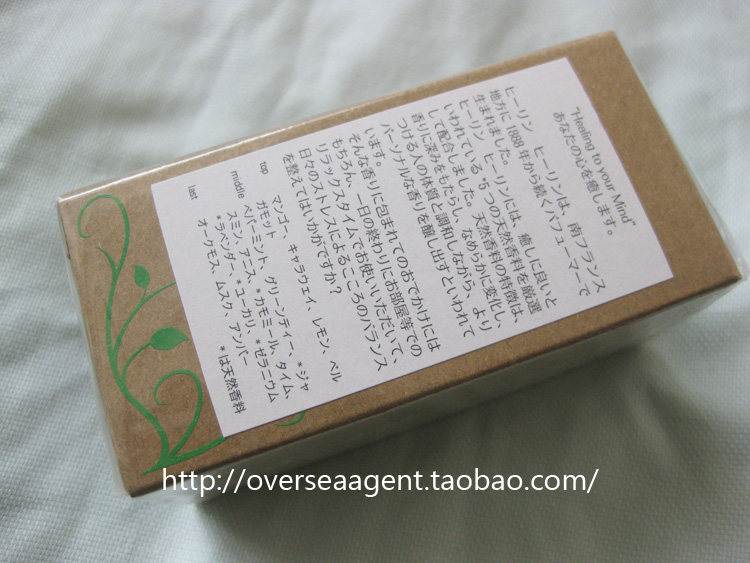 "Healing to your Mind"
あなたの心を癒します。
ヒーリン ヒーリンは、南フランス
地方に1888年から続くパフューマーで
生まれました。
ヒーリン ヒーリンには、癒しに良いと
いわれている、*5つの天然香料を厳選
して配合しました。天然香料の特徴は、
香りに深みをもたらし、なめらかに変化し、
つける人の体質と調和しながら、より
パーソナルな香りを醸し出すといわれて
います。
そんな香りに包まれてのおでかけには
もちろん、一日の終わりにお部屋等での
リラックスタイムでお使いいただいて、
日々のストレスによるこころのバランス
を整えてはいかがですか？
top マンゴー、キャラウェイ、レモン、ベル
ガモット グリーンティー、*ジャ
middle ペパーミント、*カモミール、タイム、
スミン、アニーズ、*ゼラニウム
*ラベンダー、*ユーカリ、
last オークモス、ムスク、アンバー
*は天然香料
http://overseaagent.taobao.com/